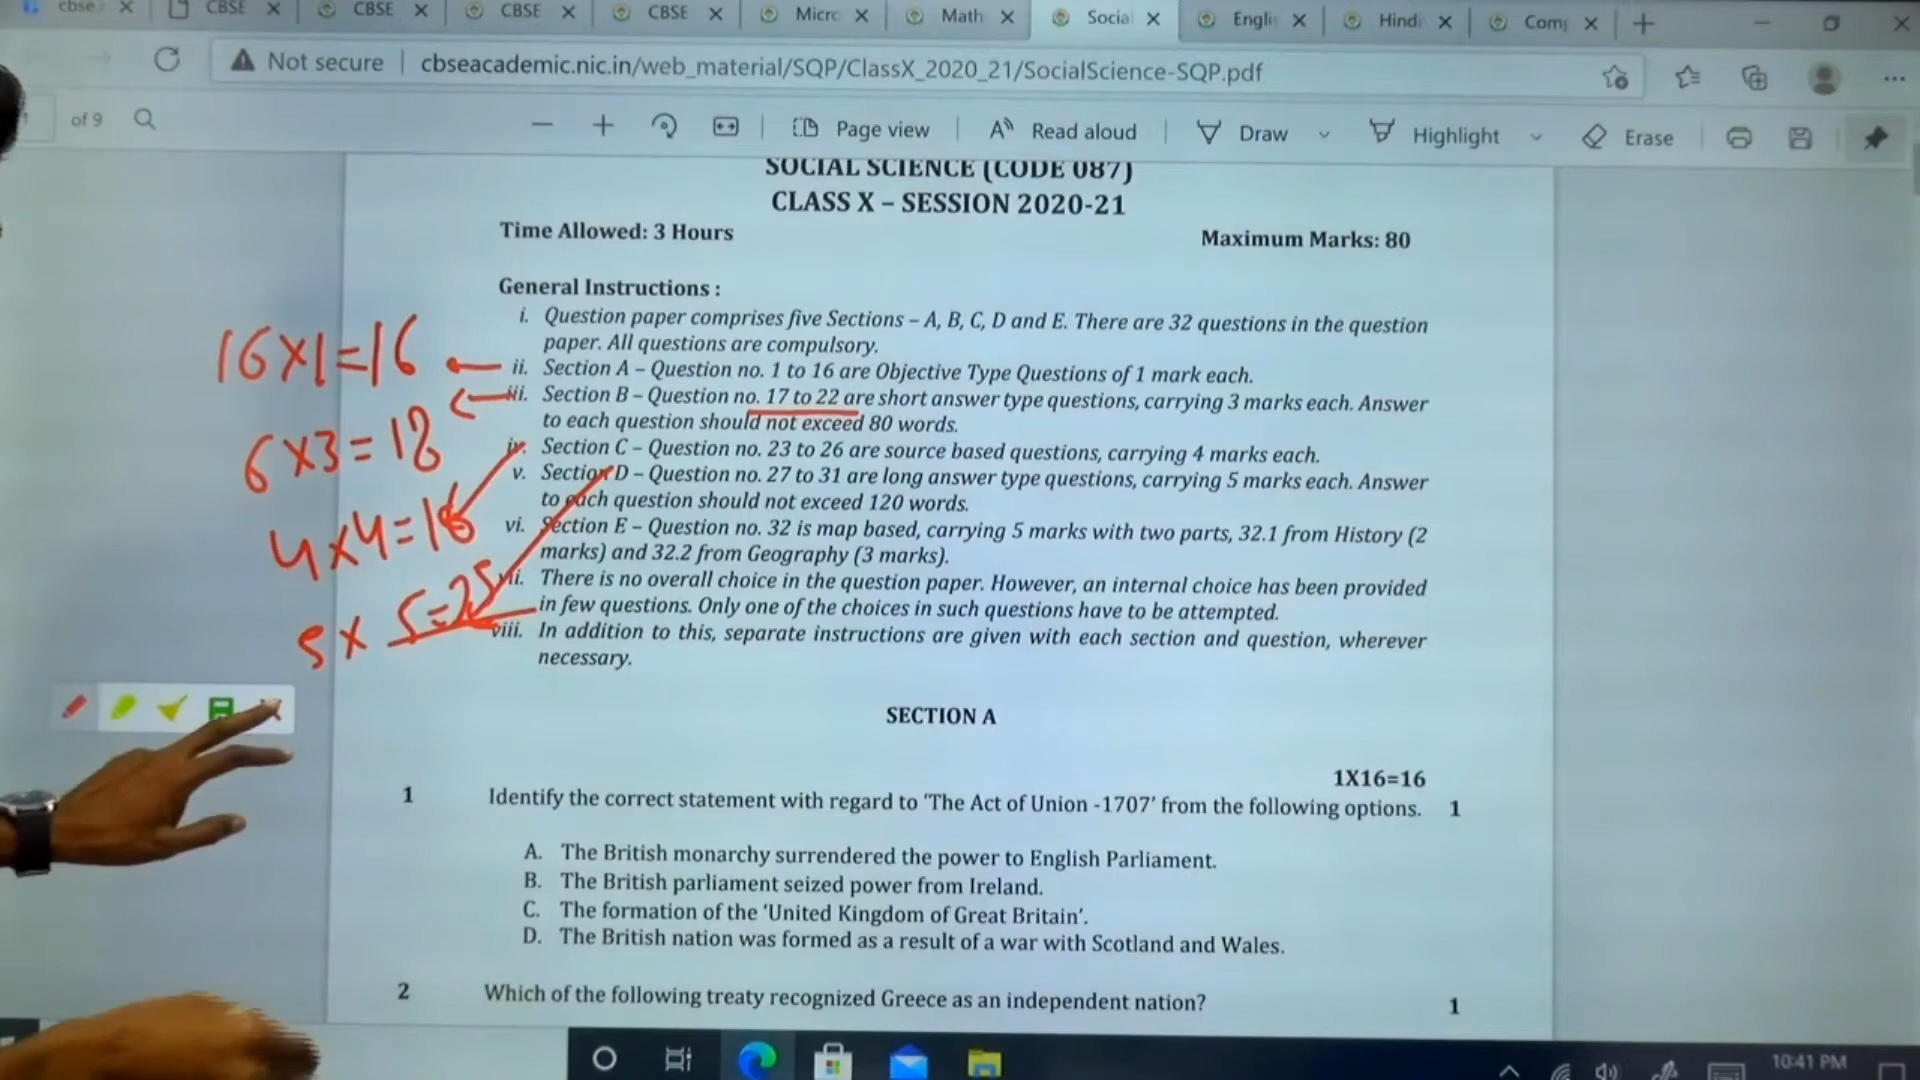 cbse
CBSE
CBSE
CBSE
CBSE
Micro
Math
Social
Englis
Hindi
Comp
Not secure
cbseacademic.nic.in/web_material/SQP/ClassX_2020_21/SocialScience-SQP.pdf
of 9
Page view
Read aloud
Draw
Highlight
Erase
SOCIAL SCIENCE (CODE 087)
CLASS X – SESSION 2020-21
Time Allowed: 3 Hours
Maximum Marks: 80
General Instructions :
i. Question paper comprises five Sections – A, B, C, D and E. There are 32 questions in the question
paper. All questions are compulsory.
16×1=16
ii. Section A – Question no. 1 to 16 are Objective Type Questions of 1 mark each.
iii. Section B – Question no. 17 to 22 are short answer type questions, carrying 3 marks each. Answer
to each question should not exceed 80 words.
6×3=18
iv. Section C – Question no. 23 to 26 are source based questions, carrying 4 marks each.
v. Section D – Question no. 27 to 31 are long answer type questions, carrying 5 marks each. Answer
to each question should not exceed 120 words.
4×4=16
vi. Section E – Question no. 32 is map based, carrying 5 marks with two parts, 32.1 from History (2
marks) and 32.2 from Geography (3 marks).
vii. There is no overall choice in the question paper. However, an internal choice has been provided
in few questions. Only one of the choices in such questions have to be attempted.
5× 5=25
viii. In addition to this, separate instructions are given with each section and question, wherever
necessary.
SECTION A
1X16=16
1 Identify the correct statement with regard to 'The Act of Union -1707' from the following options. 1
A. The British monarchy surrendered the power to English Parliament.
B. The British parliament seized power from Ireland.
C. The formation of the 'United Kingdom of Great Britain'.
D. The British nation was formed as a result of a war with Scotland and Wales.
2 Which of the following treaty recognized Greece as an independent nation? 1
10:41 PM